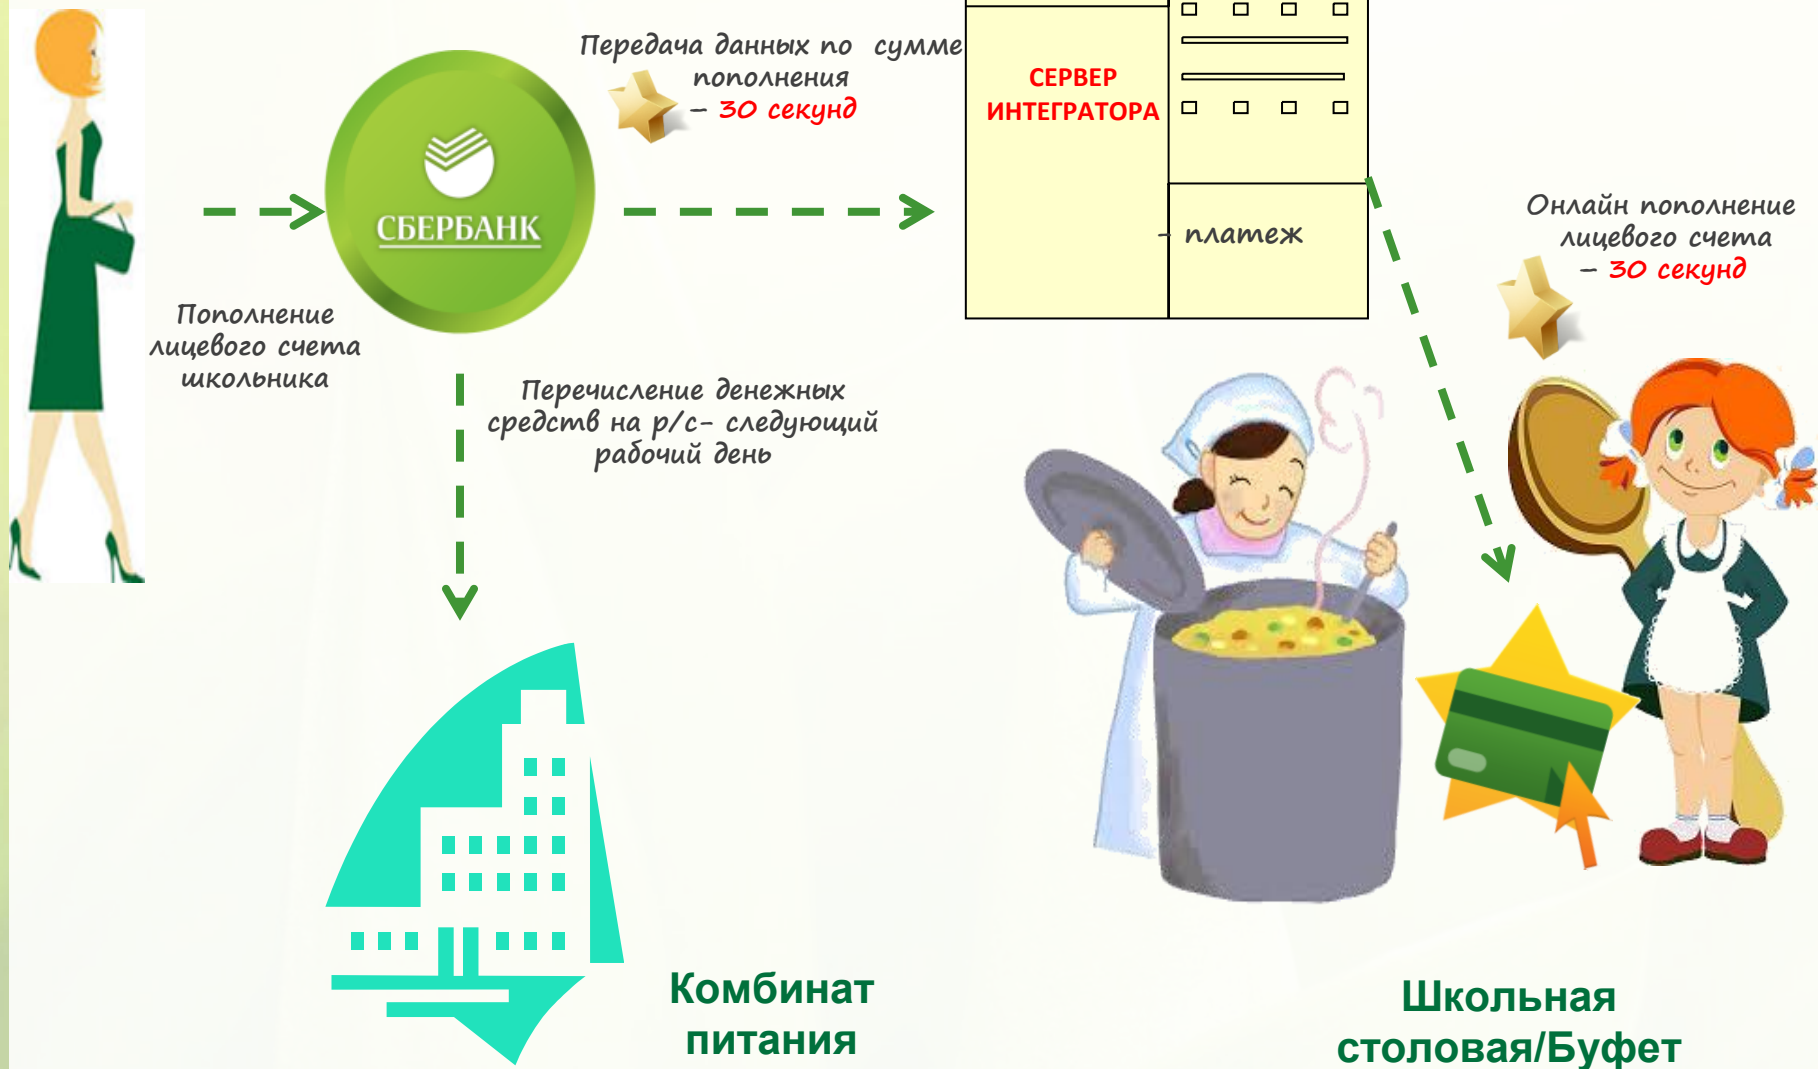 Передача данных по сумме
пополнения
– 30 секунд
СЕРВЕР
ИНТЕГРАТОРА
- платеж
СБЕРБАНК
Онлайн пополнение
лицевого счета
– 30 секунд
Пополнение
лицевого счета
школьника
Перечисление денежных
средств на р/с- следующий
рабочий день
Комбинат
питания
Школьная
столовая/Буфет